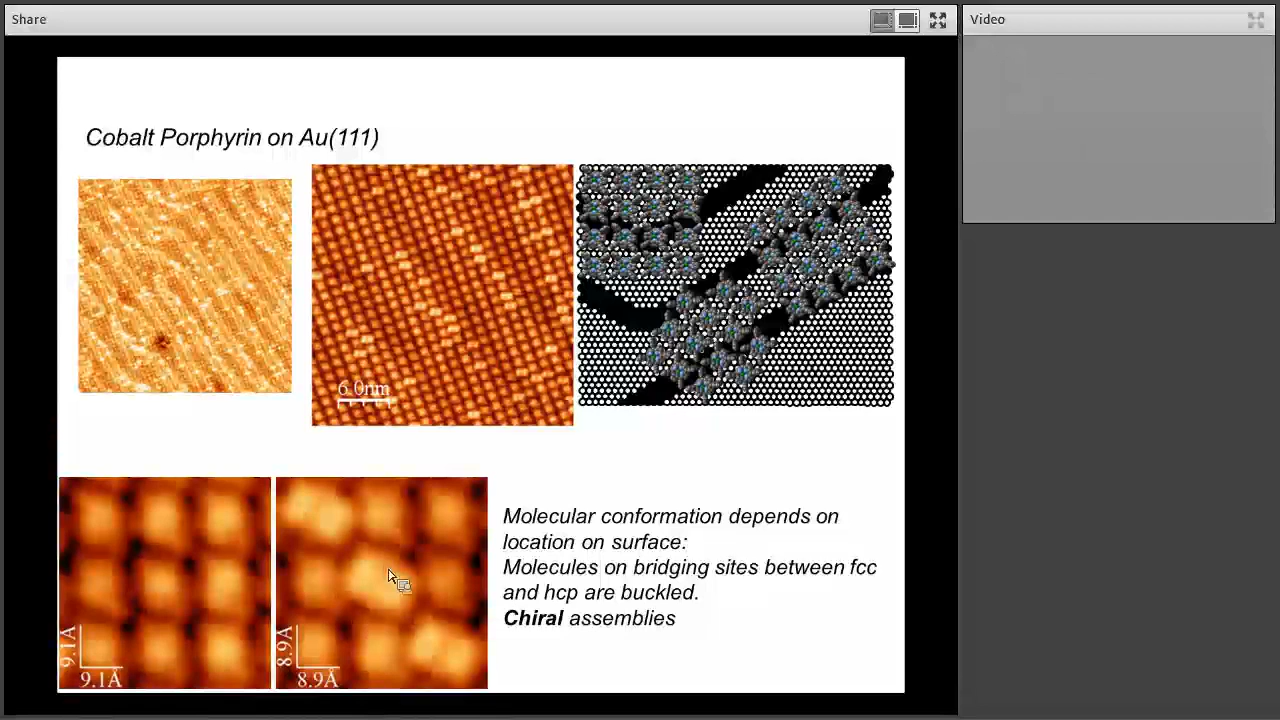 Share
Video
Cobalt Porphyrin on Au(111)
6.0nm
9.1Å
9.1Å
8.9Å
8.9Å
Molecular conformation depends on
location on surface:
Molecules on bridging sites between fcc
and hcp are buckled.
Chiral assemblies